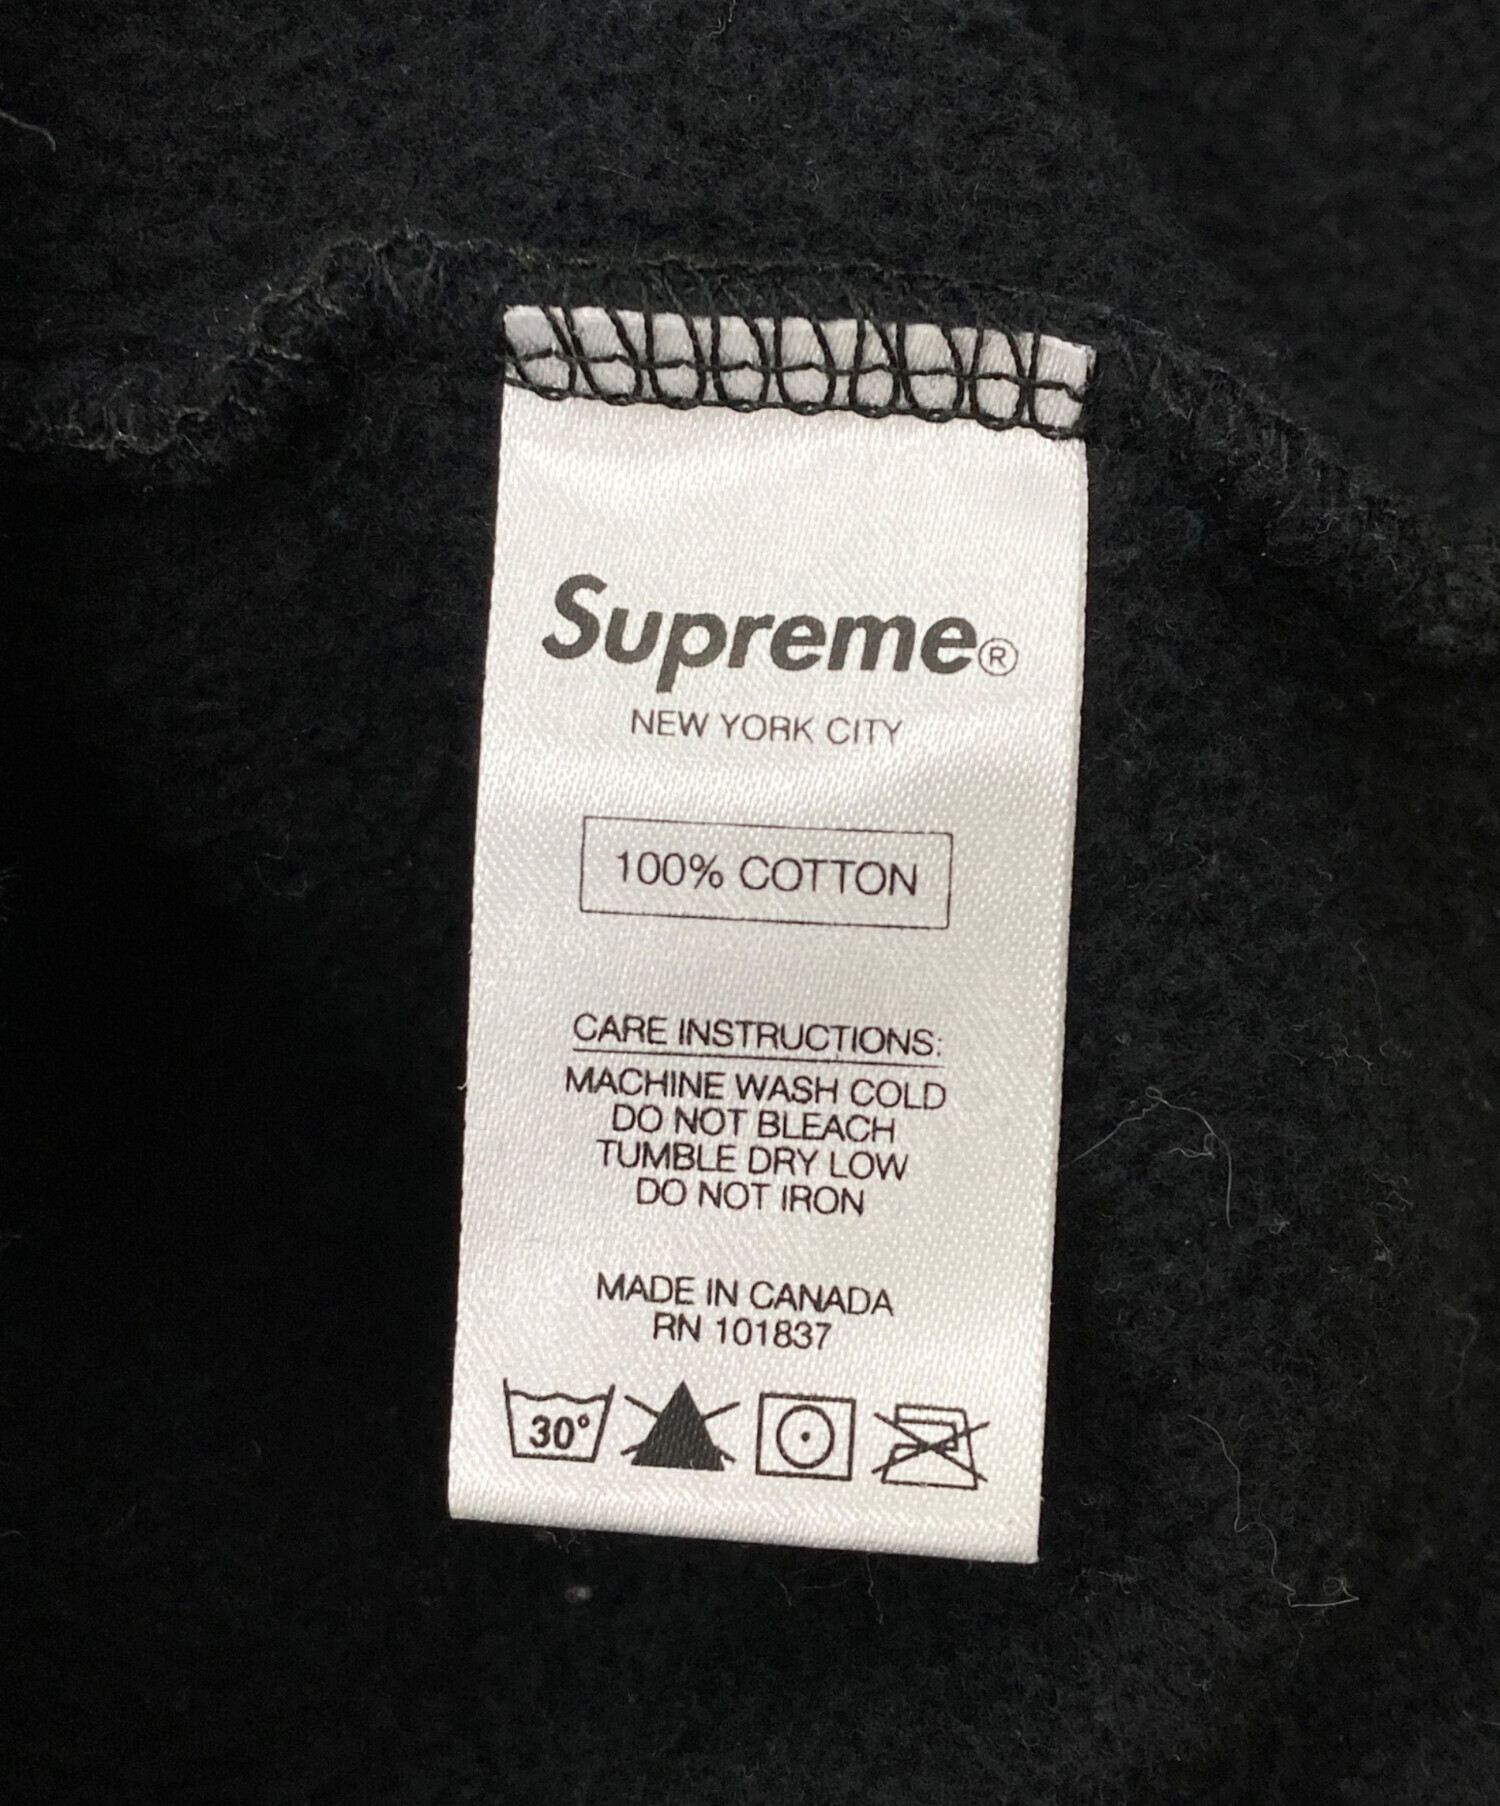 Supreme®
NEW YORK CITY
100% COTTON
CARE INSTRUCTIONS:
MACHINE WASH COLD
DO NOT BLEACH
TUMBLE DRY LOW
DO NOT IRON
MADE IN CANADA
RN 101837
30°